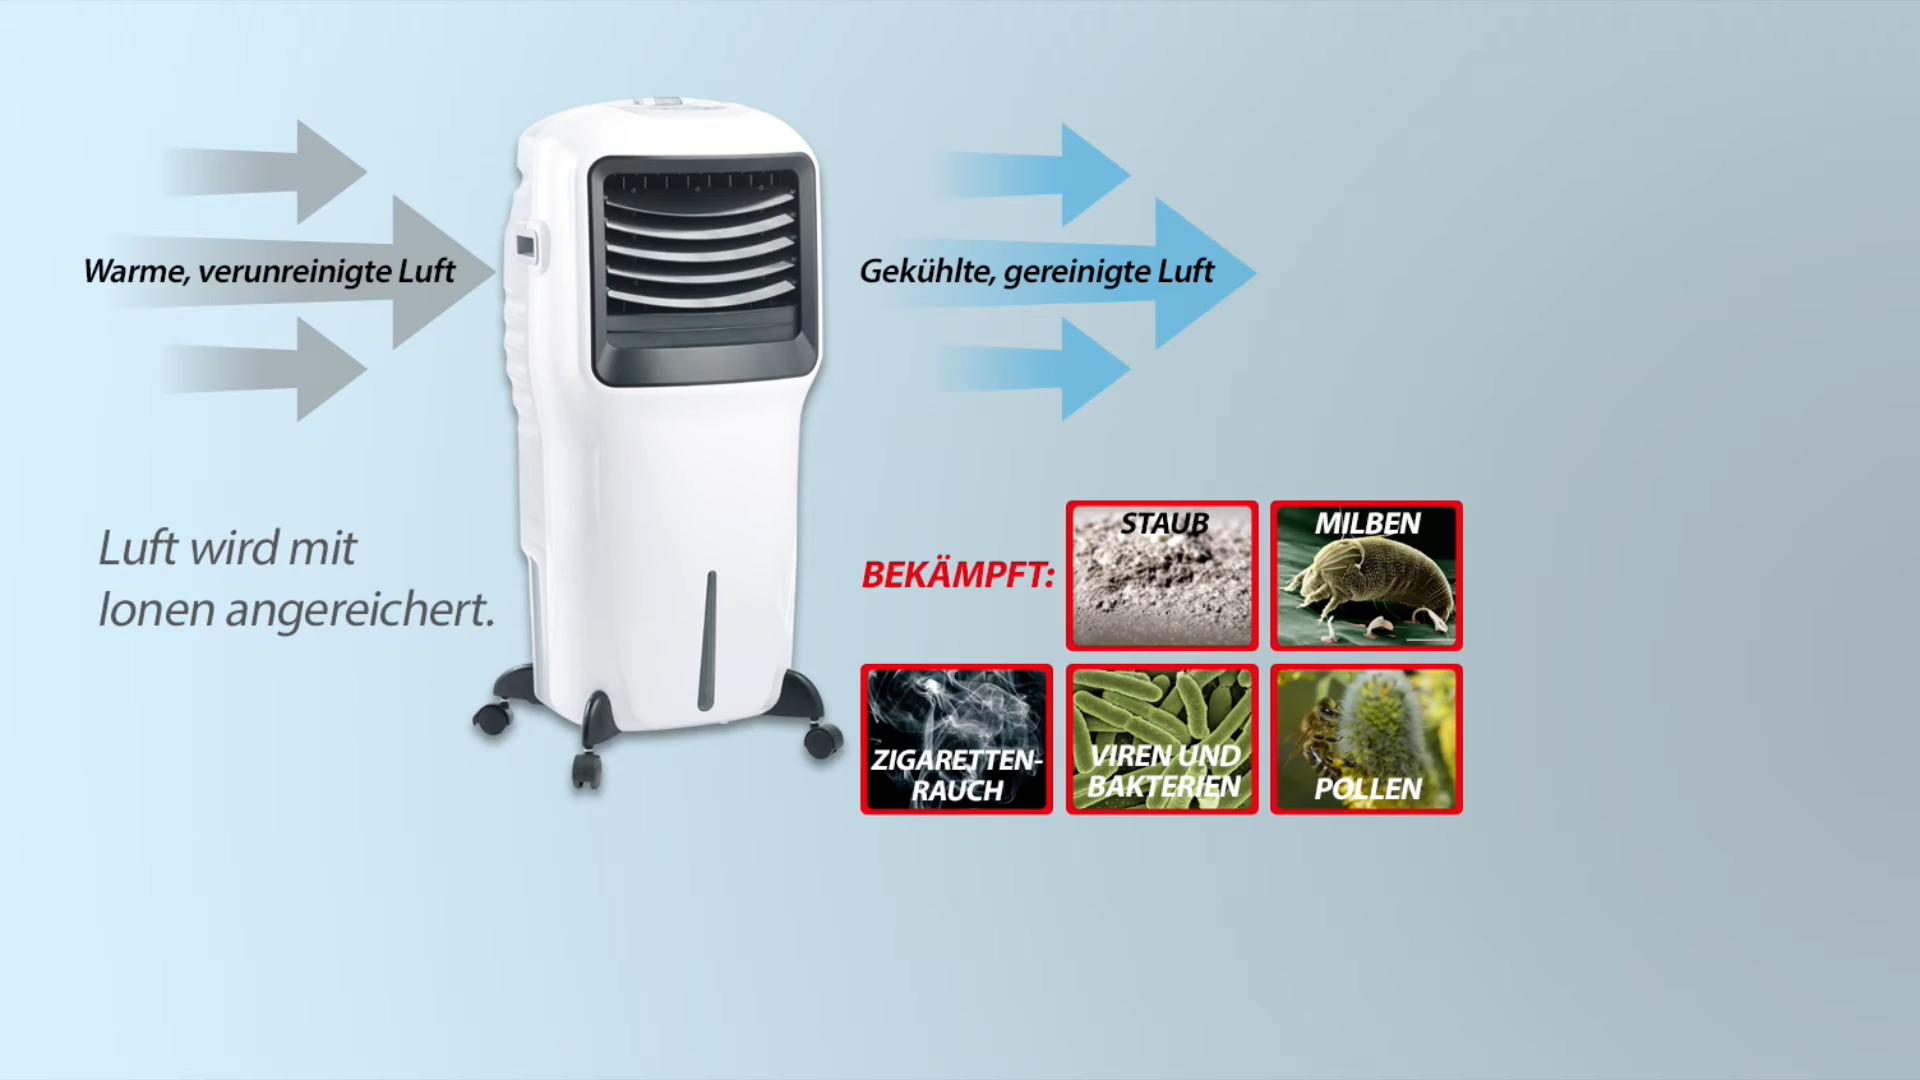 Warme, verunreinigte Luft
Gekühlte, gereinigte Luft
Luft wird mit
Ionen angereichert.
BEKÄMPFT:
STAUB
MILBEN
ZIGARETTEN-
RAUCH
VIREN UND
BAKTERIEN
POLLEN